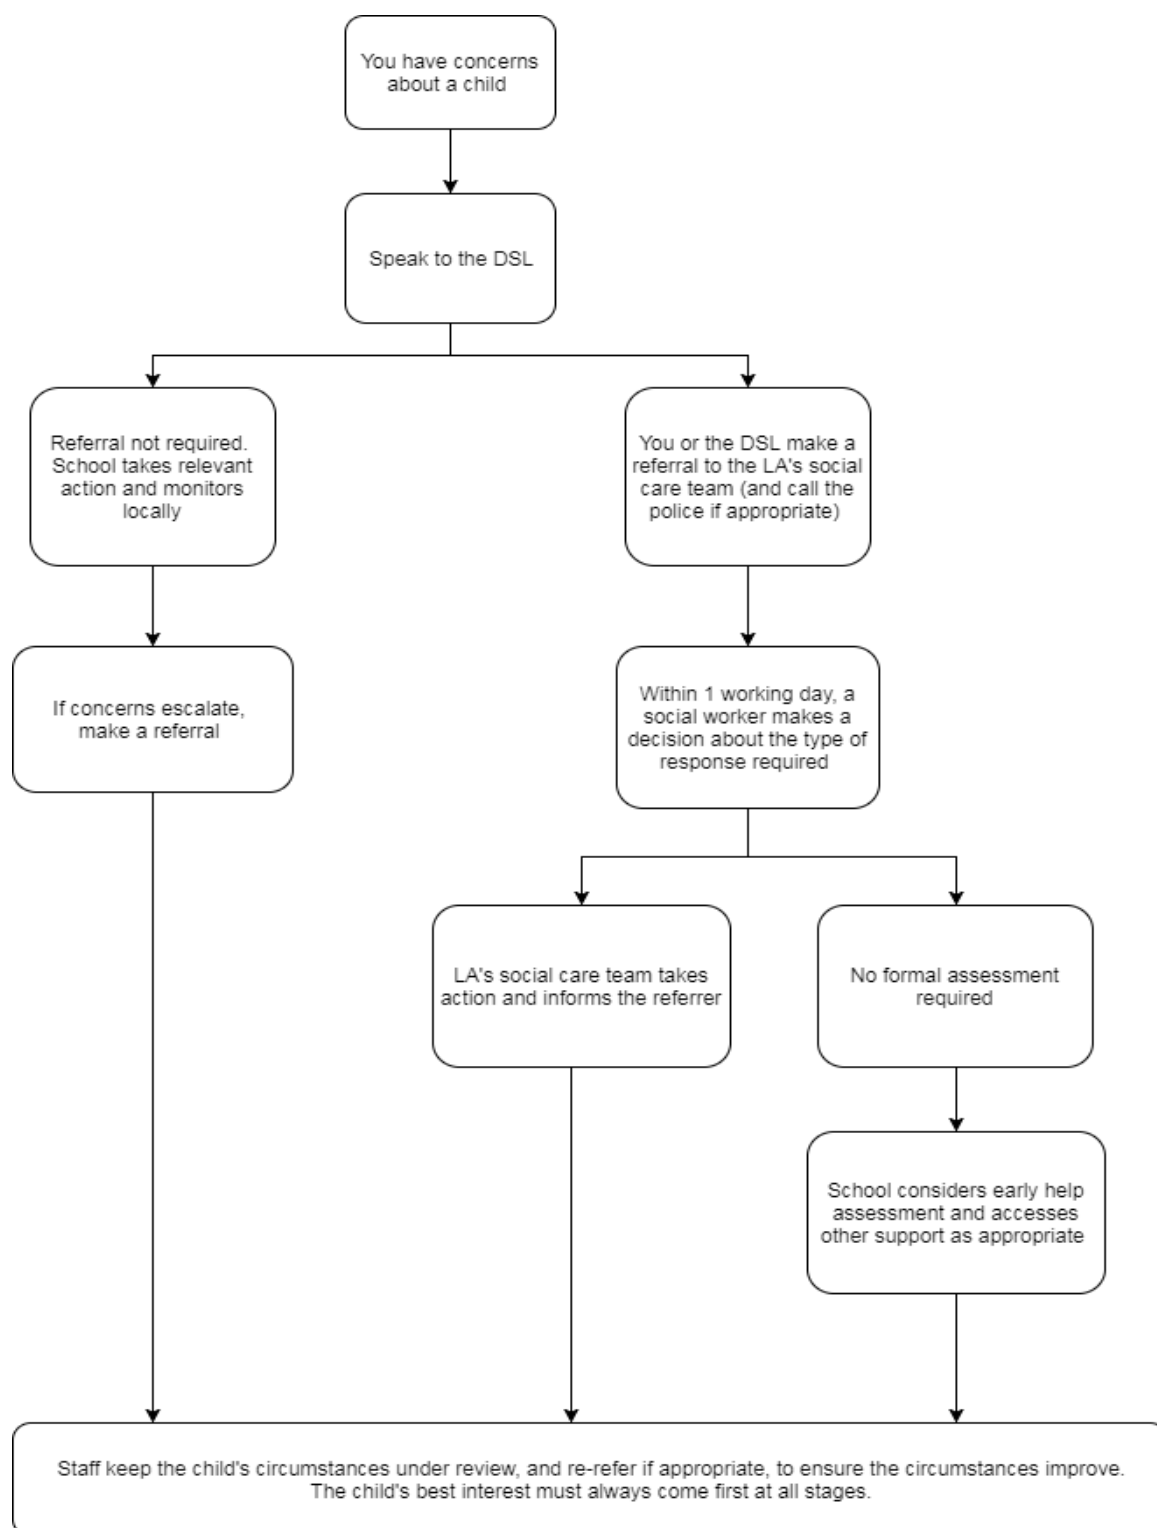 You have concerns
about a child
Speak to the DSL
Referral not required.
School takes relevant
action and monitors
locally
You or the DSL make a
referral to the LA's social
care team (and call the
police if appropriate)
If concerns escalate,
make a referral
Within 1 working day, a
social worker makes a
decision about the type of
response required
LA's social care team takes
action and informs the referrer
No formal assessment
required
School considers early help
assessment and accesses
other support as appropriate
Staff keep the child's circumstances under review, and re-refer if appropriate, to ensure the circumstances improve.
The child's best interest must always come first at all stages.